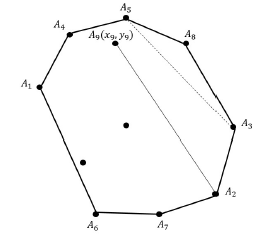 A₅
A₄
A₉(x₉, y₉)
A₈
A₁
A₃
A₂
A₆
A₇